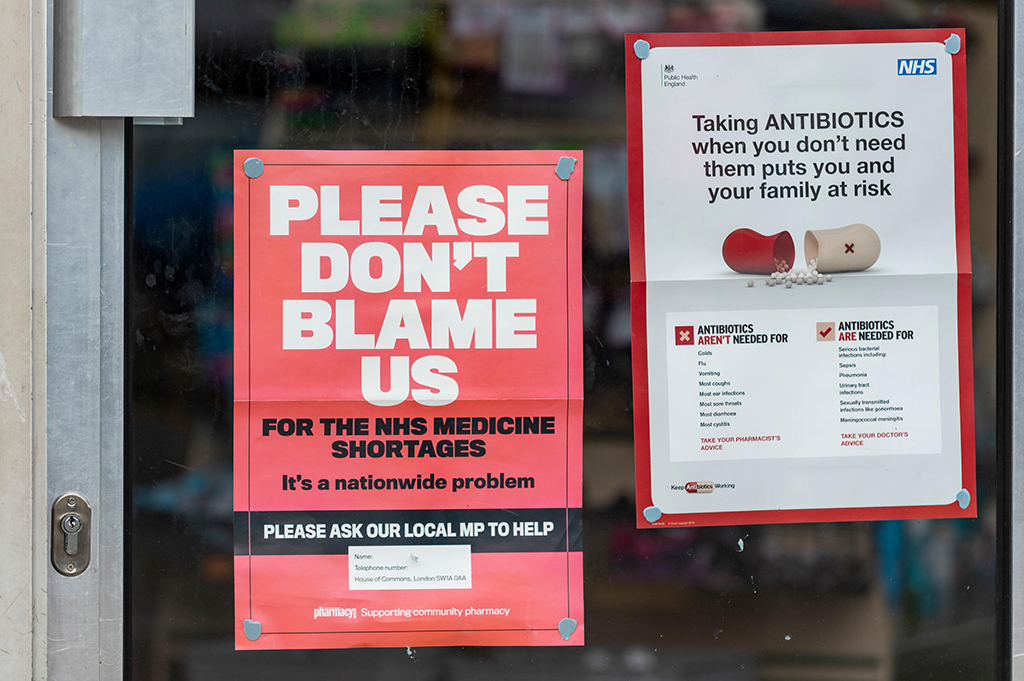 PLEASE
DON'T
BLAME
US
FOR THE NHS MEDICINE
SHORTAGES
It's a nationwide problem
PLEASE ASK OUR LOCAL MP TO HELP
Name:
Telephone number:
House of Commons, London SW1A 0AA
pharmacy
Supporting community pharmacy
Public Health
England
NHS
Taking ANTIBIOTICS
when you don't need
them puts you and
your family at risk
ANTIBIOTICS
AREN'T NEEDED FOR
Colds
Flu
Vomiting
Most coughs
Most ear infections
Most sore throats
Most diarrhoea
Most cystitis
TAKE YOUR PHARMACIST'S
ADVICE
ANTIBIOTICS
ARE NEEDED FOR
Serious bacterial
infections including:
Sepsis
Pneumonia
Urinary tract
infections
Sexually transmitted
infections like gonorrhoea
Meningococcal meningitis
TAKE YOUR DOCTOR'S
ADVICE
Keep Antibiotics Working